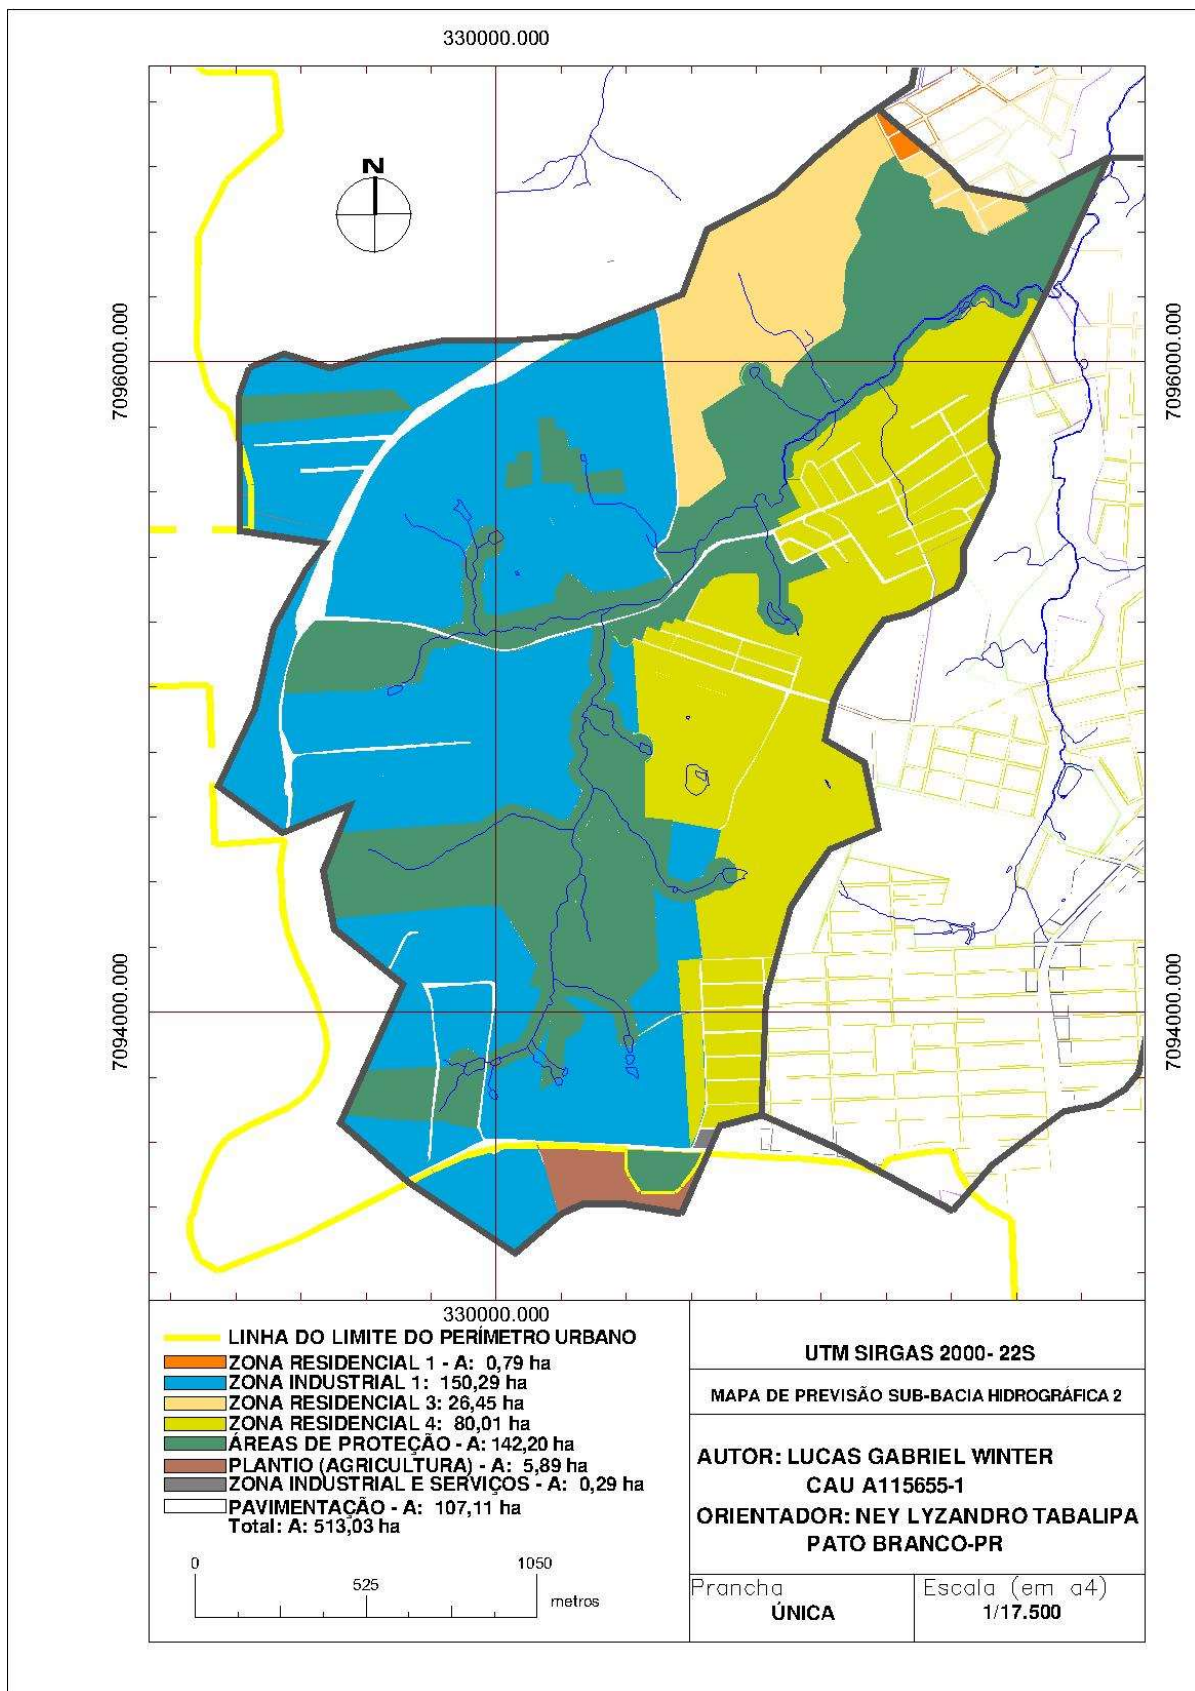 330000.000
N
7096000.000
7096000.000
7094000.000
7094000.000
330000.000
LINHA DO LIMITE DO PERÍMETRO URBANO
ZONA RESIDENCIAL 1 - A: 0,79 ha
ZONA INDUSTRIAL 1: 150,29 ha
ZONA RESIDENCIAL 3: 26,45 ha
ZONA RESIDENCIAL 4: 80,01 ha
ÁREAS DE PROTEÇÃO - A: 142,20 ha
PLANTIO (AGRICULTURA) - A: 5,89 ha
ZONA INDUSTRIAL E SERVIÇOS - A: 0,29 ha
PAVIMENTAÇÃO - A: 107,11 ha
Total: A: 513,03 ha
0
525
1050
metros
UTM SIRGAS 2000- 22S
MAPA DE PREVISÃO SUB-BACIA HIDROGRÁFICA 2
AUTOR: LUCAS GABRIEL WINTER
CAU A115655-1
ORIENTADOR: NEY LYZANDRO TABALIPA
PATO BRANCO-PR
Prancha
ÚNICA
Escala (em a4)
1/17.500